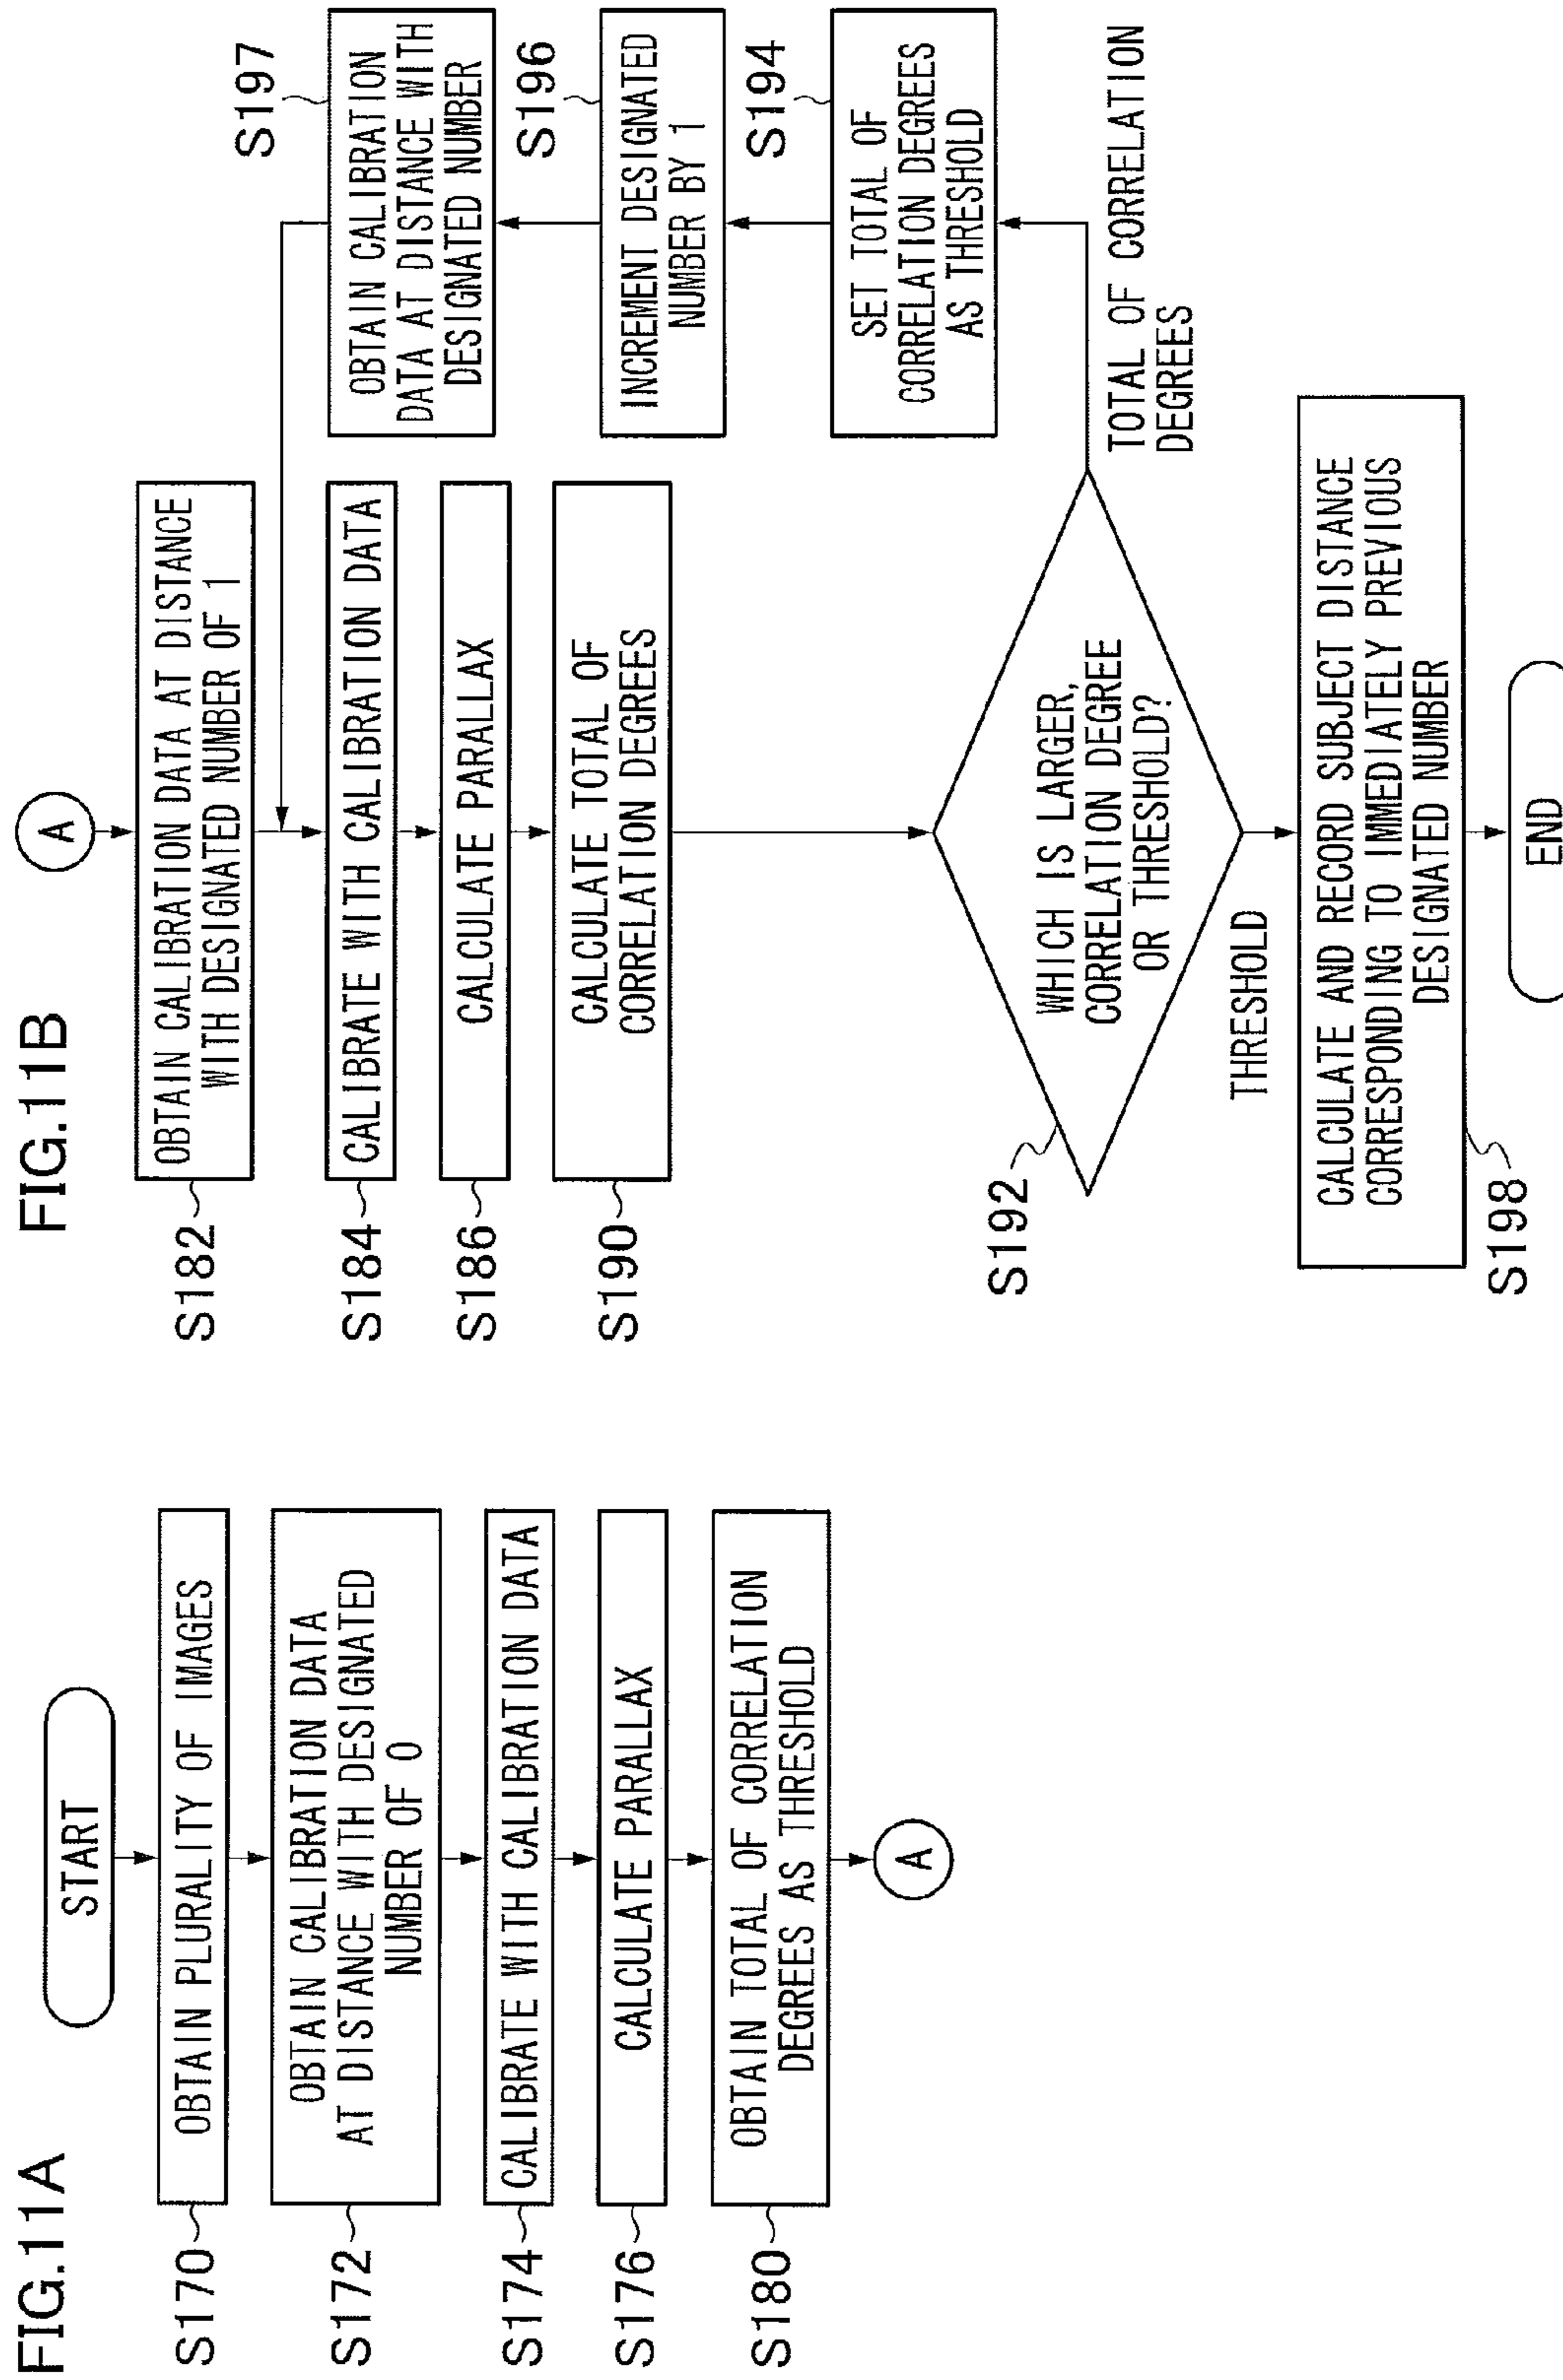 FIG.11A
START
S170
OBTAIN PLURALITY OF IMAGES
S172
OBTAIN CALIBRATION DATA
AT DISTANCE WITH DESIGNATED
NUMBER OF 0
S174
CALIBRATE WITH CALIBRATION DATA
S176
CALCULATE PARALLAX
S180
OBTAIN TOTAL OF CORRELATION
DEGREES AS THRESHOLD
A
FIG.11B
A
S182
OBTAIN CALIBRATION DATA AT DISTANCE
WITH DESIGNATED NUMBER OF 1
S184
CALIBRATE WITH CALIBRATION DATA
S186
CALCULATE PARALLAX
S190
CALCULATE TOTAL OF
CORRELATION DEGREES
S192
WHICH IS LARGER,
CORRELATION DEGREE
OR THRESHOLD?
TOTAL OF CORRELATION
DEGREES
S194
SET TOTAL OF
CORRELATION DEGREES
AS THRESHOLD
S196
INCREMENT DESIGNATED
NUMBER BY 1
S197
OBTAIN CALIBRATION
DATA AT DISTANCE WITH
DESIGNATED NUMBER
THRESHOLD
S198
CALCULATE AND RECORD SUBJECT DISTANCE
CORRESPONDING TO IMMEDIATELY PREVIOUS
DESIGNATED NUMBER
END